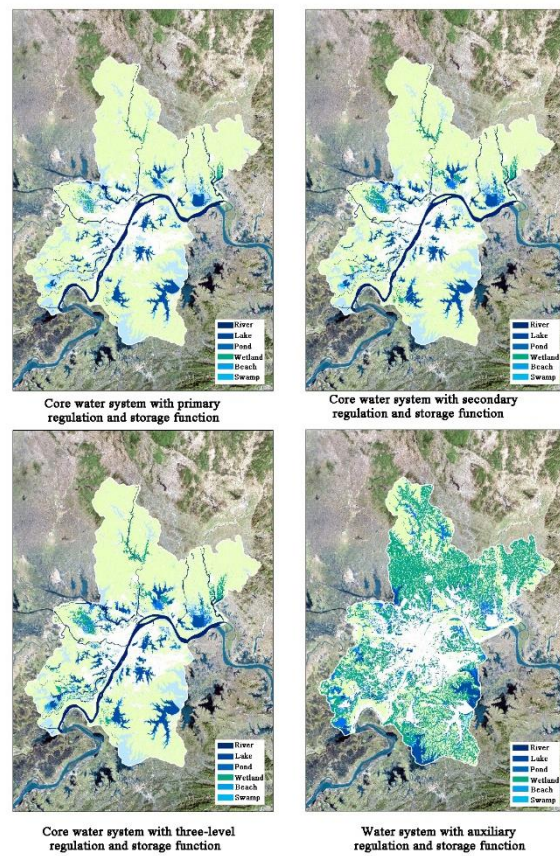 River
Lake
Pond
Wetland
Beach
Swamp
Core water system with primary
regulation and storage function
River
Lake
Pond
Wetland
Beach
Swamp
Core water system with secondary
regulation and storage function
River
Lake
Pond
Wetland
Beach
Swamp
Core water system with three-level
regulation and storage function
River
Lake
Pond
Wetland
Beach
Swamp
Water system with auxiliary
regulation and storage function